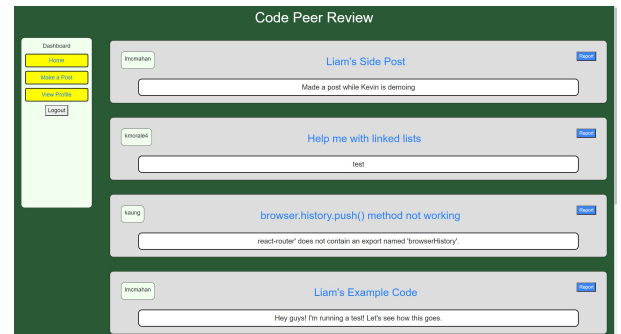 Code Peer Review
Dashboard
Home
Make a Post
View Profile
Logout
lmcmahan
Liam's Side Post
Report
Made a post while Kevin is demoing
kmorale4
Help me with linked lists
Report
test
kaung
browser.history.push() method not working
Report
react-router' does not contain an export named 'browserHistory'.
lmcmahan
Liam's Example Code
Report
Hey guys! I'm running a test! Let's see how this goes.